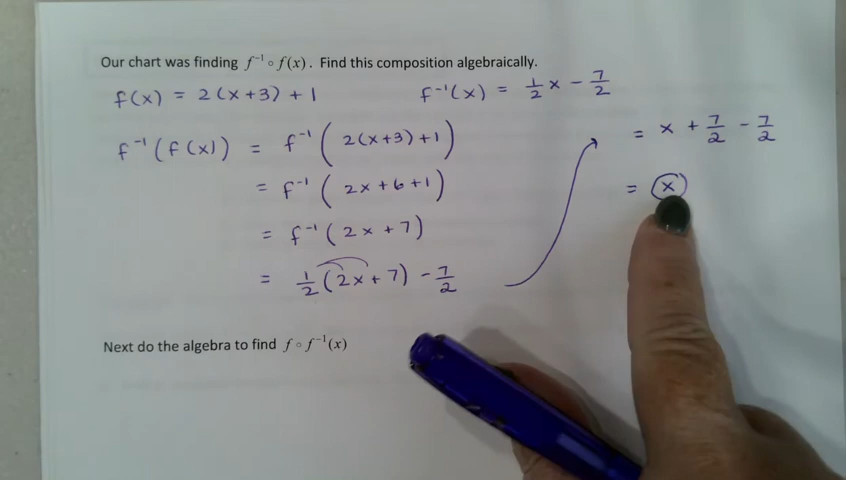 Our chart was finding f⁻¹ ∘ f(x). Find this composition algebraically.
f(x) = 2(x+3)+1
f⁻¹(x) = 1/2 x − 7/2
f⁻¹(f(x)) = f⁻¹(2(x+3)+1)
= f⁻¹(2x+6+1)
= f⁻¹(2x+7)
= 1/2(2x+7) − 7/2
= x + 7/2 − 7/2
= x
Next do the algebra to find f ∘ f⁻¹(x)